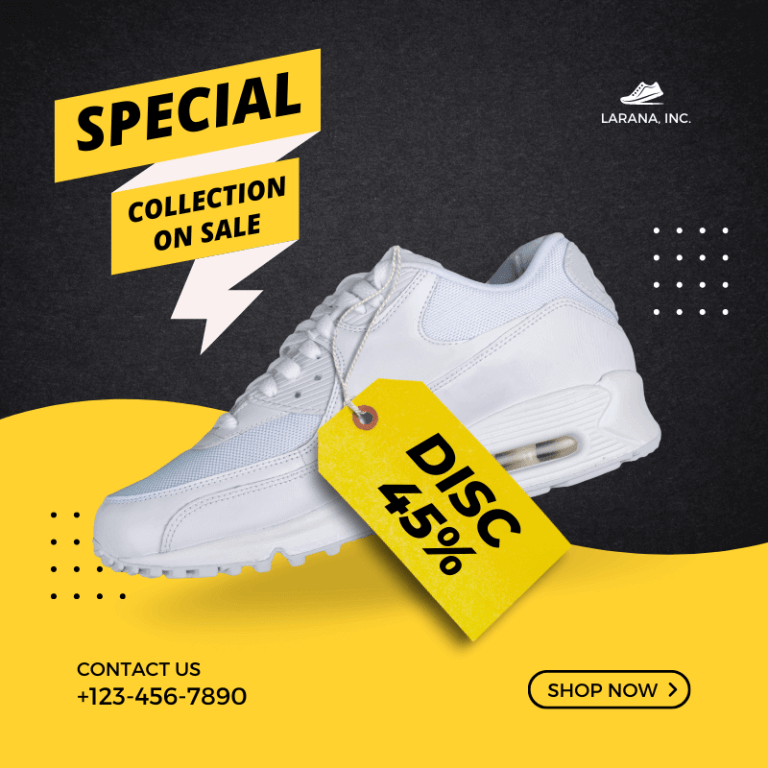 SPECIAL
COLLECTION
ON SALE
LARANA, INC.
DISC
45%
CONTACT US
+123-456-7890
SHOP NOW